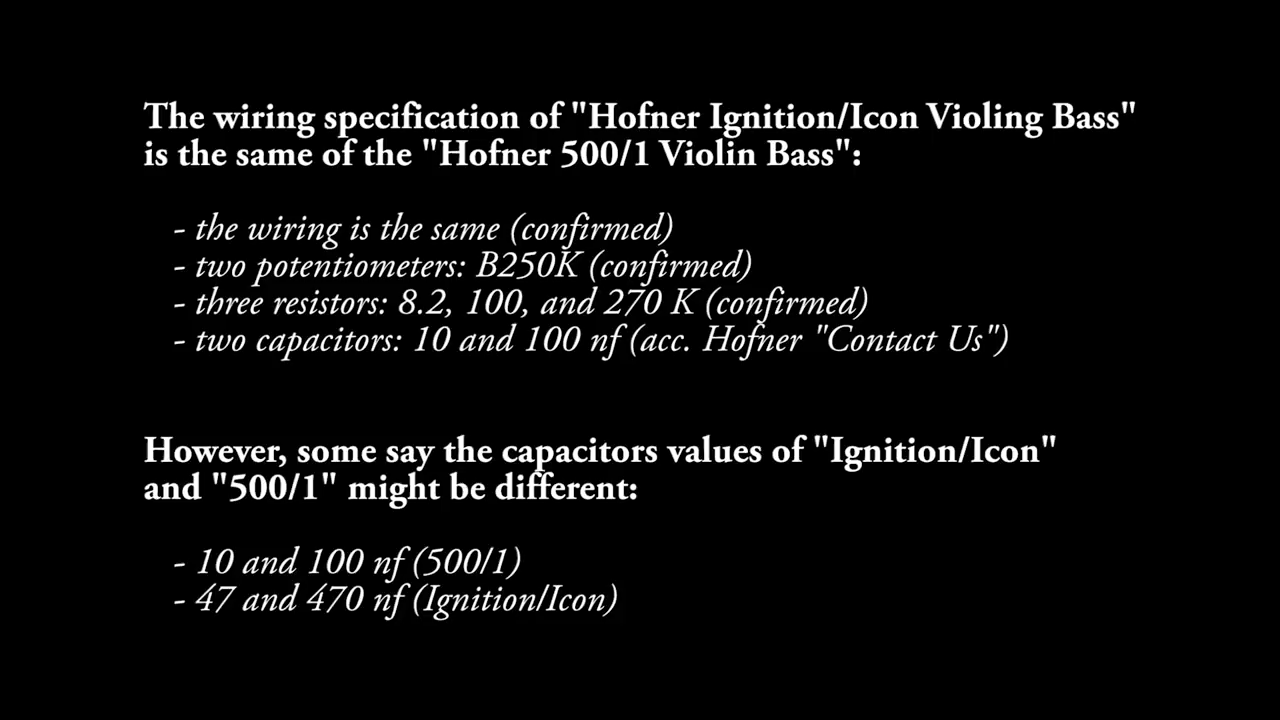 The wiring specification of "Hofner Ignition/Icon Violing Bass"
is the same of the "Hofner 500/1 Violin Bass":
- the wiring is the same (confirmed)
- two potentiometers: B250K (confirmed)
- three resistors: 8.2, 100, and 270 K (confirmed)
- two capacitors: 10 and 100 nf (acc. Hofner "Contact Us")
However, some say the capacitors values of "Ignition/Icon"
and "500/1" might be different:
- 10 and 100 nf (500/1)
- 47 and 470 nf (Ignition/Icon)